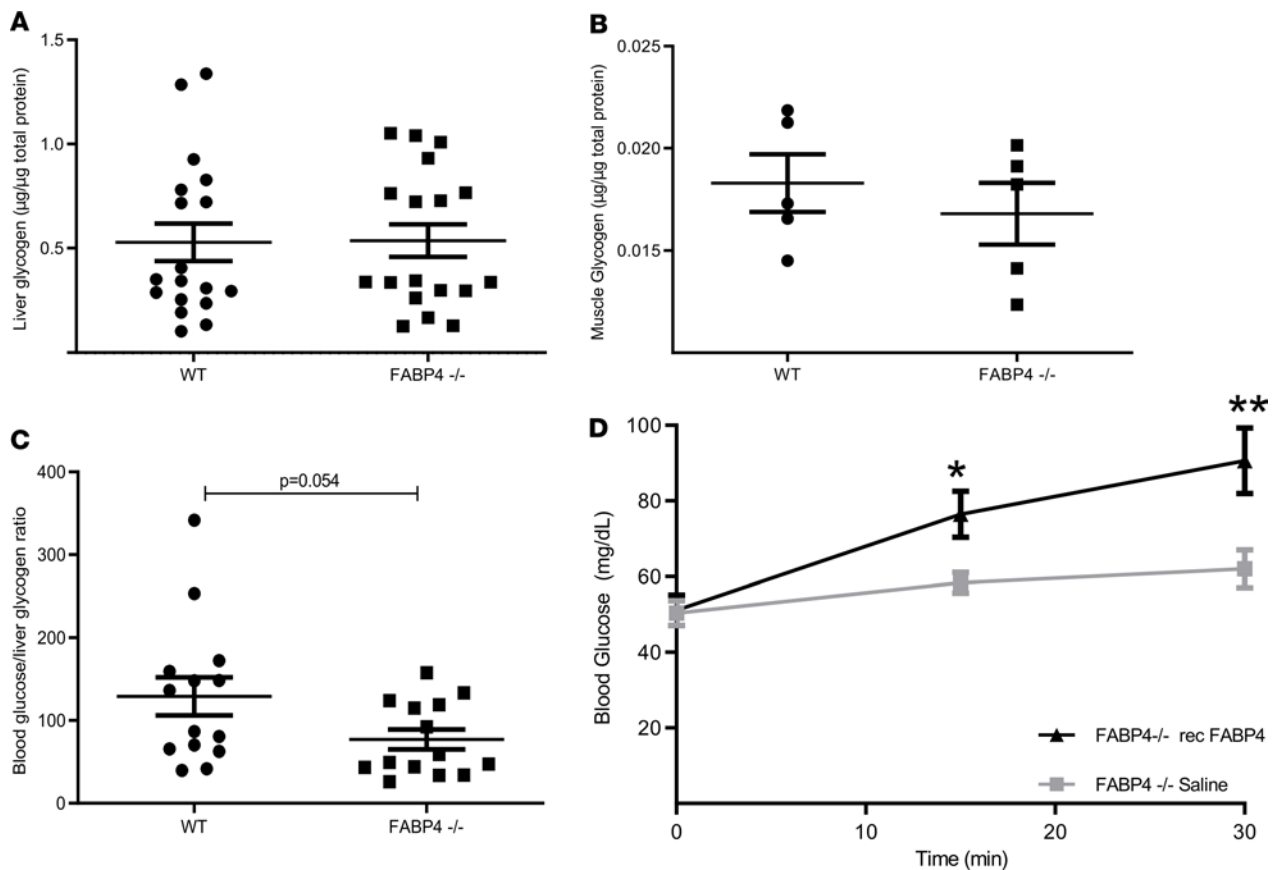 A
Liver glycogen (µg/µg total protein)
1.5
1.0
0.5
WT
FABP4 -/-
B
Muscle Glycogen (µg/µg total protein)
0.025
0.020
0.015
WT
FABP4 -/-
C
Blood glucose/liver glycogen ratio
400
300
200
100
0
p=0.054
WT
FABP4 -/-
D
Blood Glucose (mg/dL)
100
80
60
40
20
*
**
FABP4-/- rec FABP4
FABP4 -/- Saline
0
10
20
30
Time (min)